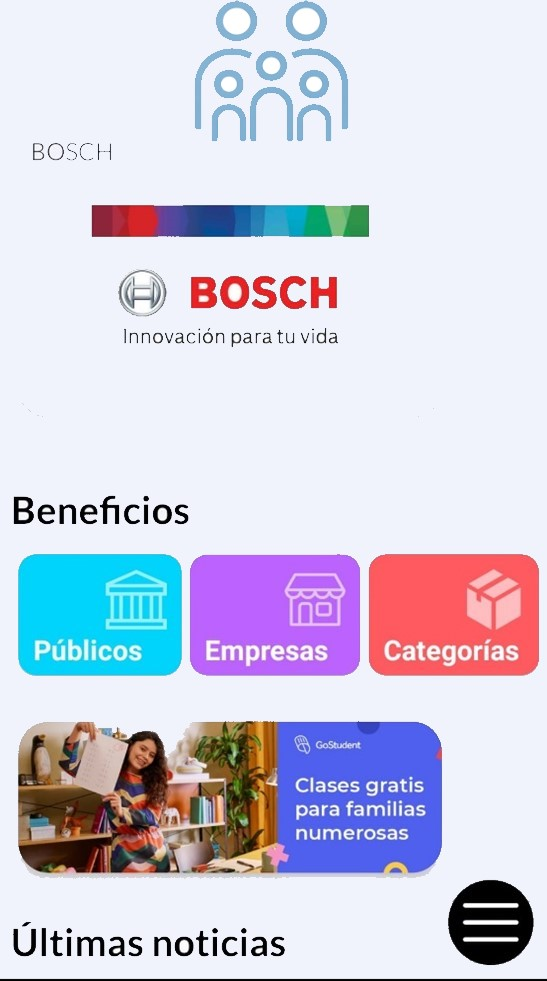 BOSCH
BOSCH
Innovación para tu vida
Beneficios
Públicos
Empresas
Categorías
GoStudent
Clases gratis
para familias
numerosas
Últimas noticias